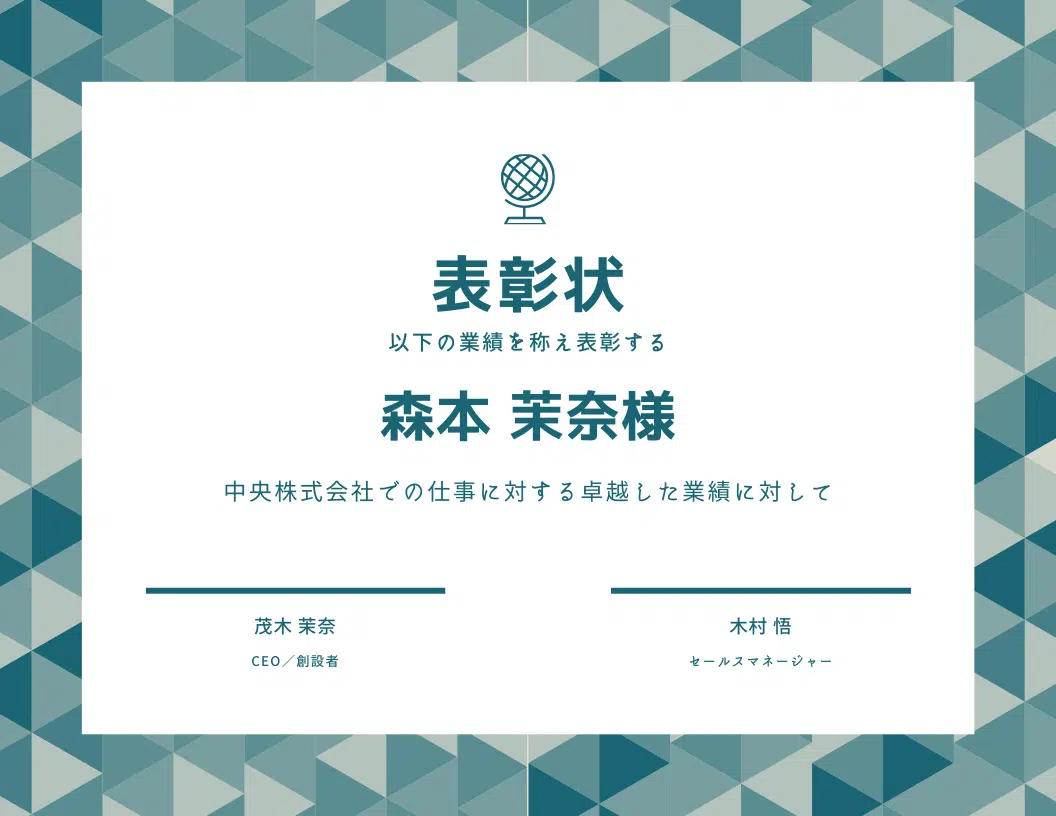 表彰状
以下の業績を称え表彰する
森本 茉奈様
中央株式会社での仕事に対する卓越した業績に対して
茂木 茉奈
木村 悟
CEO／創設者
セールスマネージャー